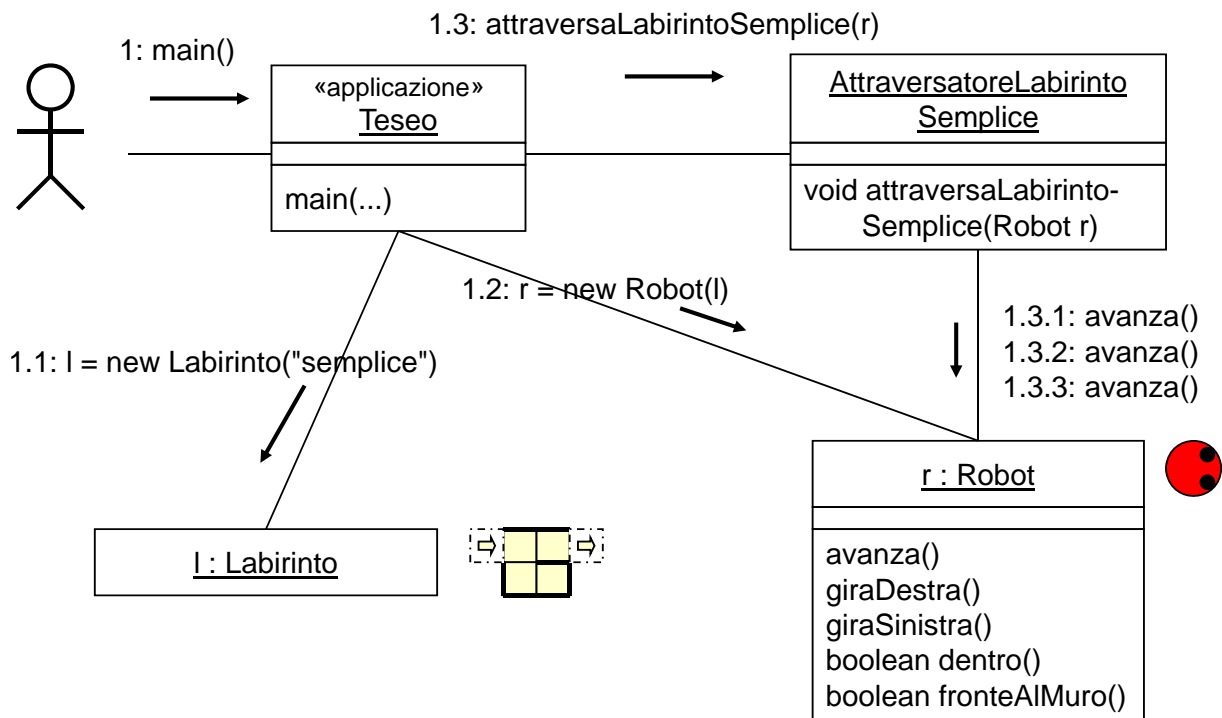 1.3: attraversaLabirintoSemplice(r)
1: main()
«applicazione»
Teseo
main(...)
AttraversatoreLabirinto
Semplice
void attraversaLabirinto-
Semplice(Robot r)
1.2: r = new Robot(l)
1.1: l = new Labirinto("semplice")
1.3.1: avanza()
1.3.2: avanza()
1.3.3: avanza()
l : Labirinto
r : Robot
avanza()
giraDestra()
giraSinistra()
boolean dentro()
boolean fronteAlMuro()